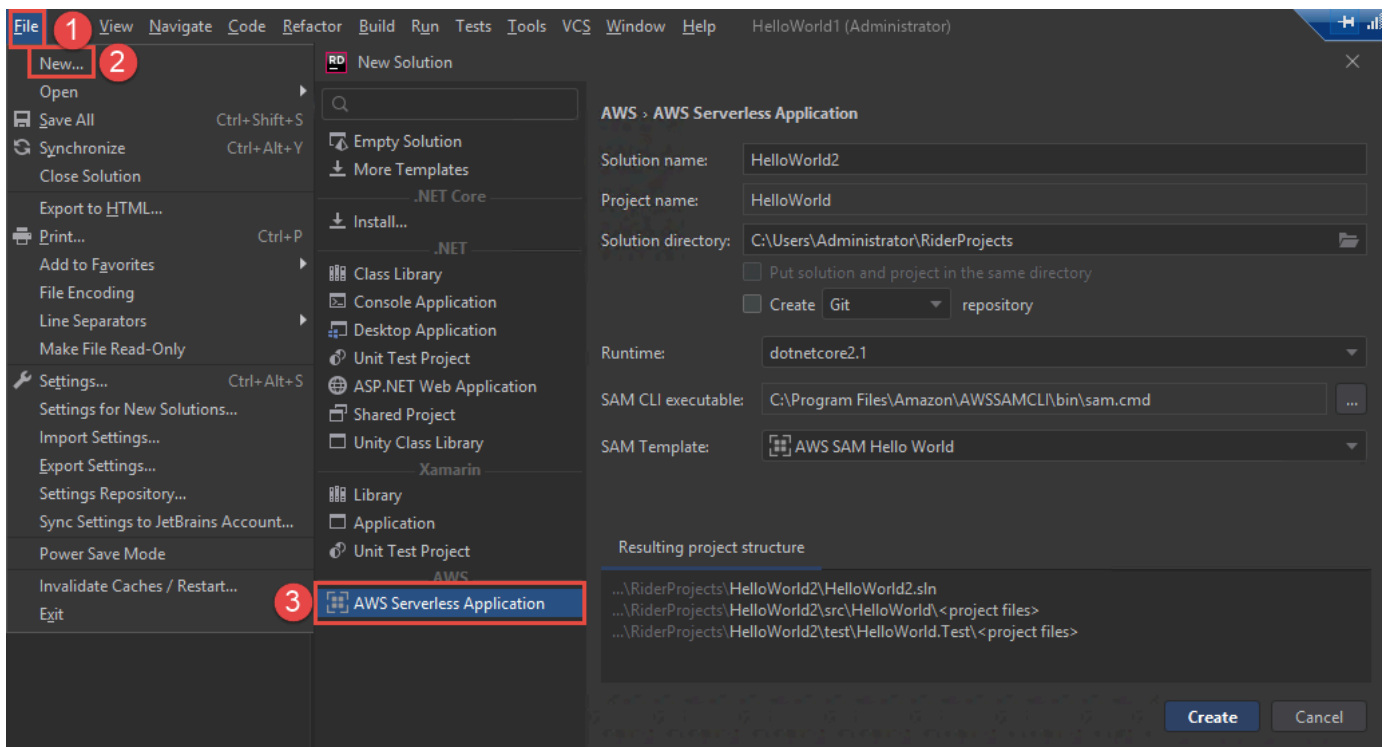 File 1 View Navigate Code Refactor Build Run Tests Tools VCS Window Help HelloWorld1 (Administrator)
New... 2
Open
Save All Ctrl+Shift+S
Synchronize Ctrl+Alt+Y
Close Solution
Export to HTML...
Print... Ctrl+P
Add to Favorites
File Encoding
Line Separators
Make File Read-Only
Settings... Ctrl+Alt+S
Settings for New Solutions...
Import Settings...
Export Settings...
Settings Repository...
Sync Settings to JetBrains Account...
Power Save Mode
Invalidate Caches / Restart...
Exit
RD New Solution
Empty Solution
More Templates
.NET Core
Install...
.NET
Class Library
Console Application
Desktop Application
Unit Test Project
ASP.NET Web Application
Shared Project
Unity Class Library
Xamarin
Library
Application
Unit Test Project
AWS
3 AWS Serverless Application
AWS › AWS Serverless Application
Solution name: HelloWorld2
Project name: HelloWorld
Solution directory: C:\Users\Administrator\RiderProjects
Put solution and project in the same directory
Create Git repository
Runtime: dotnetcore2.1
SAM CLI executable: C:\Program Files\Amazon\AWSSAMCLI\bin\sam.cmd ...
SAM Template: AWS SAM Hello World
Resulting project structure
...\RiderProjects\HelloWorld2\HelloWorld2.sln
...\RiderProjects\HelloWorld2\src\HelloWorld\<project files>
...\RiderProjects\HelloWorld2\test\HelloWorld.Test\<project files>
Create Cancel